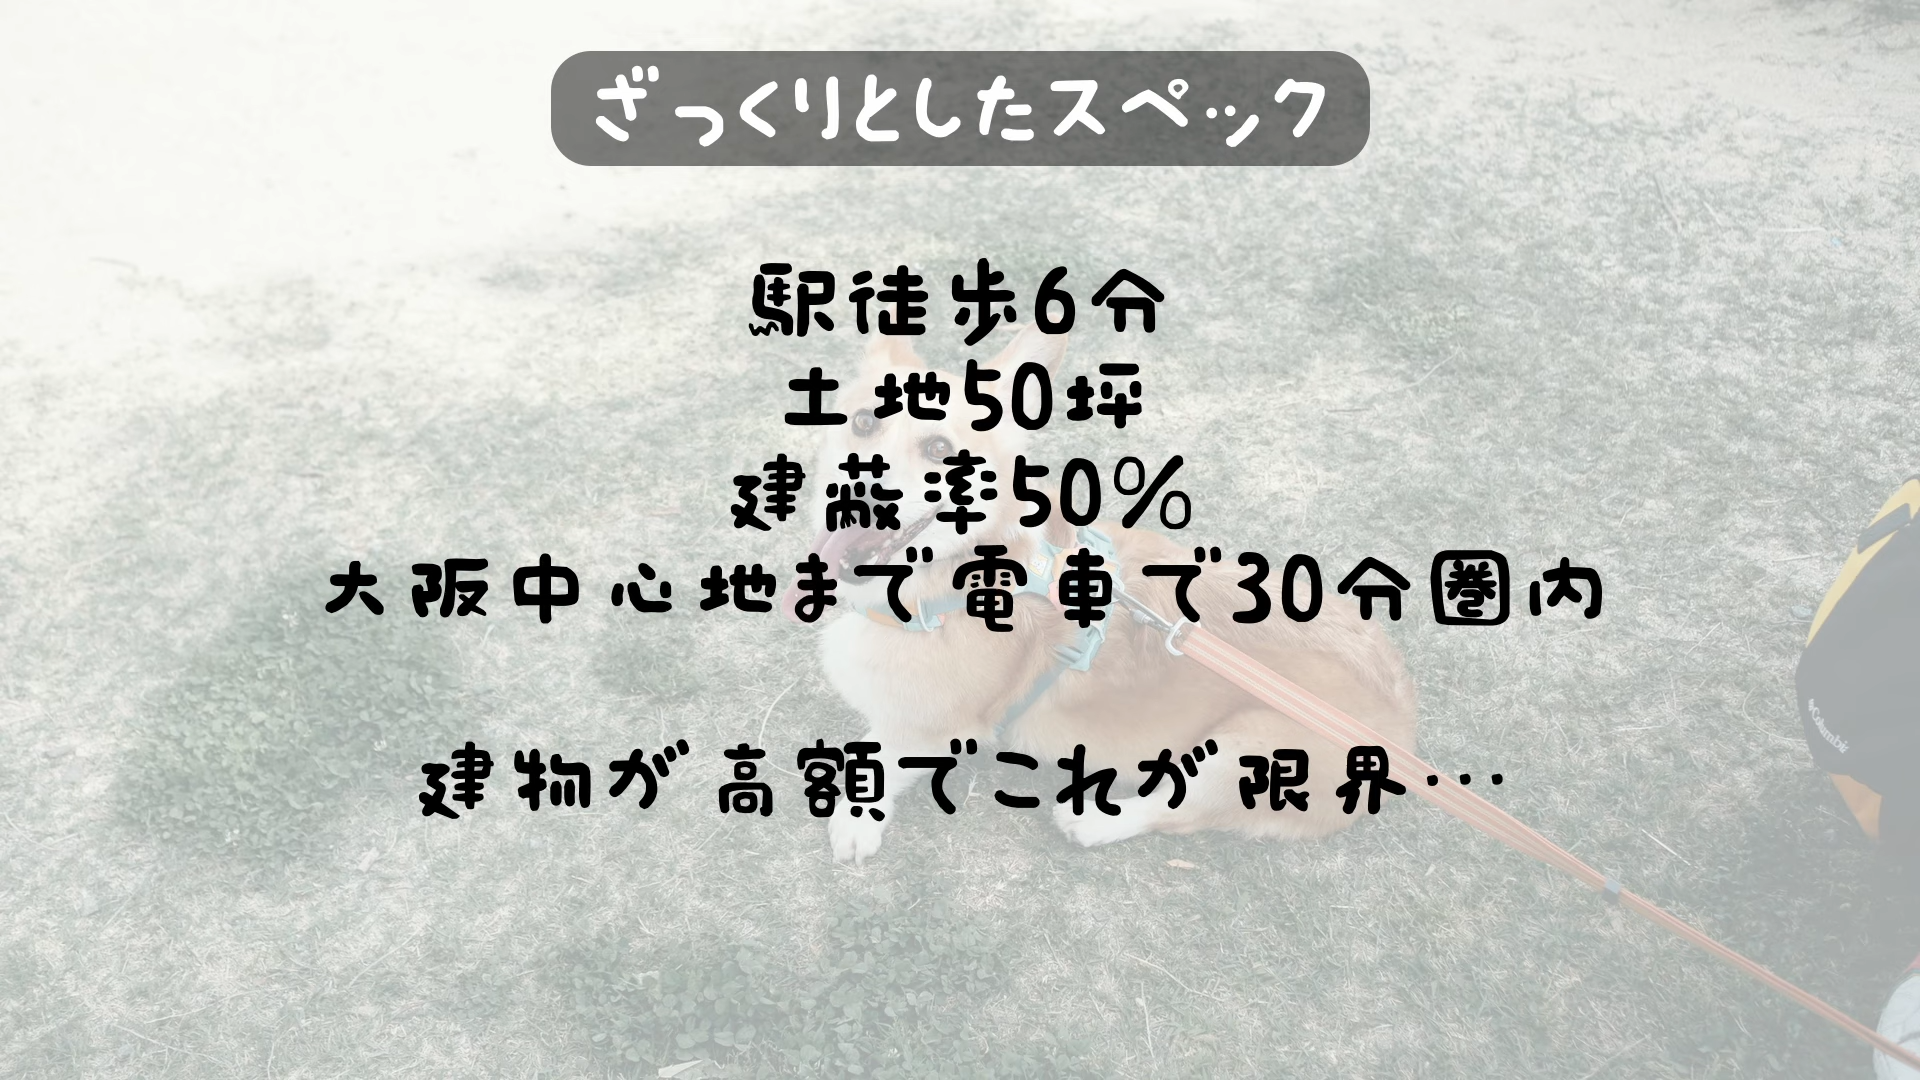 ざっくりとしたスペック
駅徒歩6分
土地50坪
建蔽率50%
大阪中心地まで電車で30分圏内
建物が高額でこれが限界…
Columbia